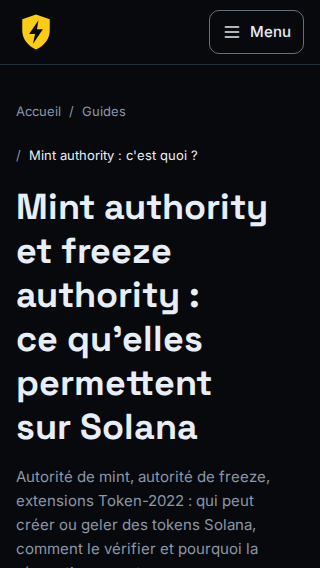 Menu
Accueil / Guides
/ Mint authority : c'est quoi ?
Mint authority
et freeze
authority :
ce qu’elles
permettent
sur Solana
Autorité de mint, autorité de freeze,
extensions Token-2022 : qui peut
créer ou geler des tokens Solana,
comment le vérifier et pourquoi la